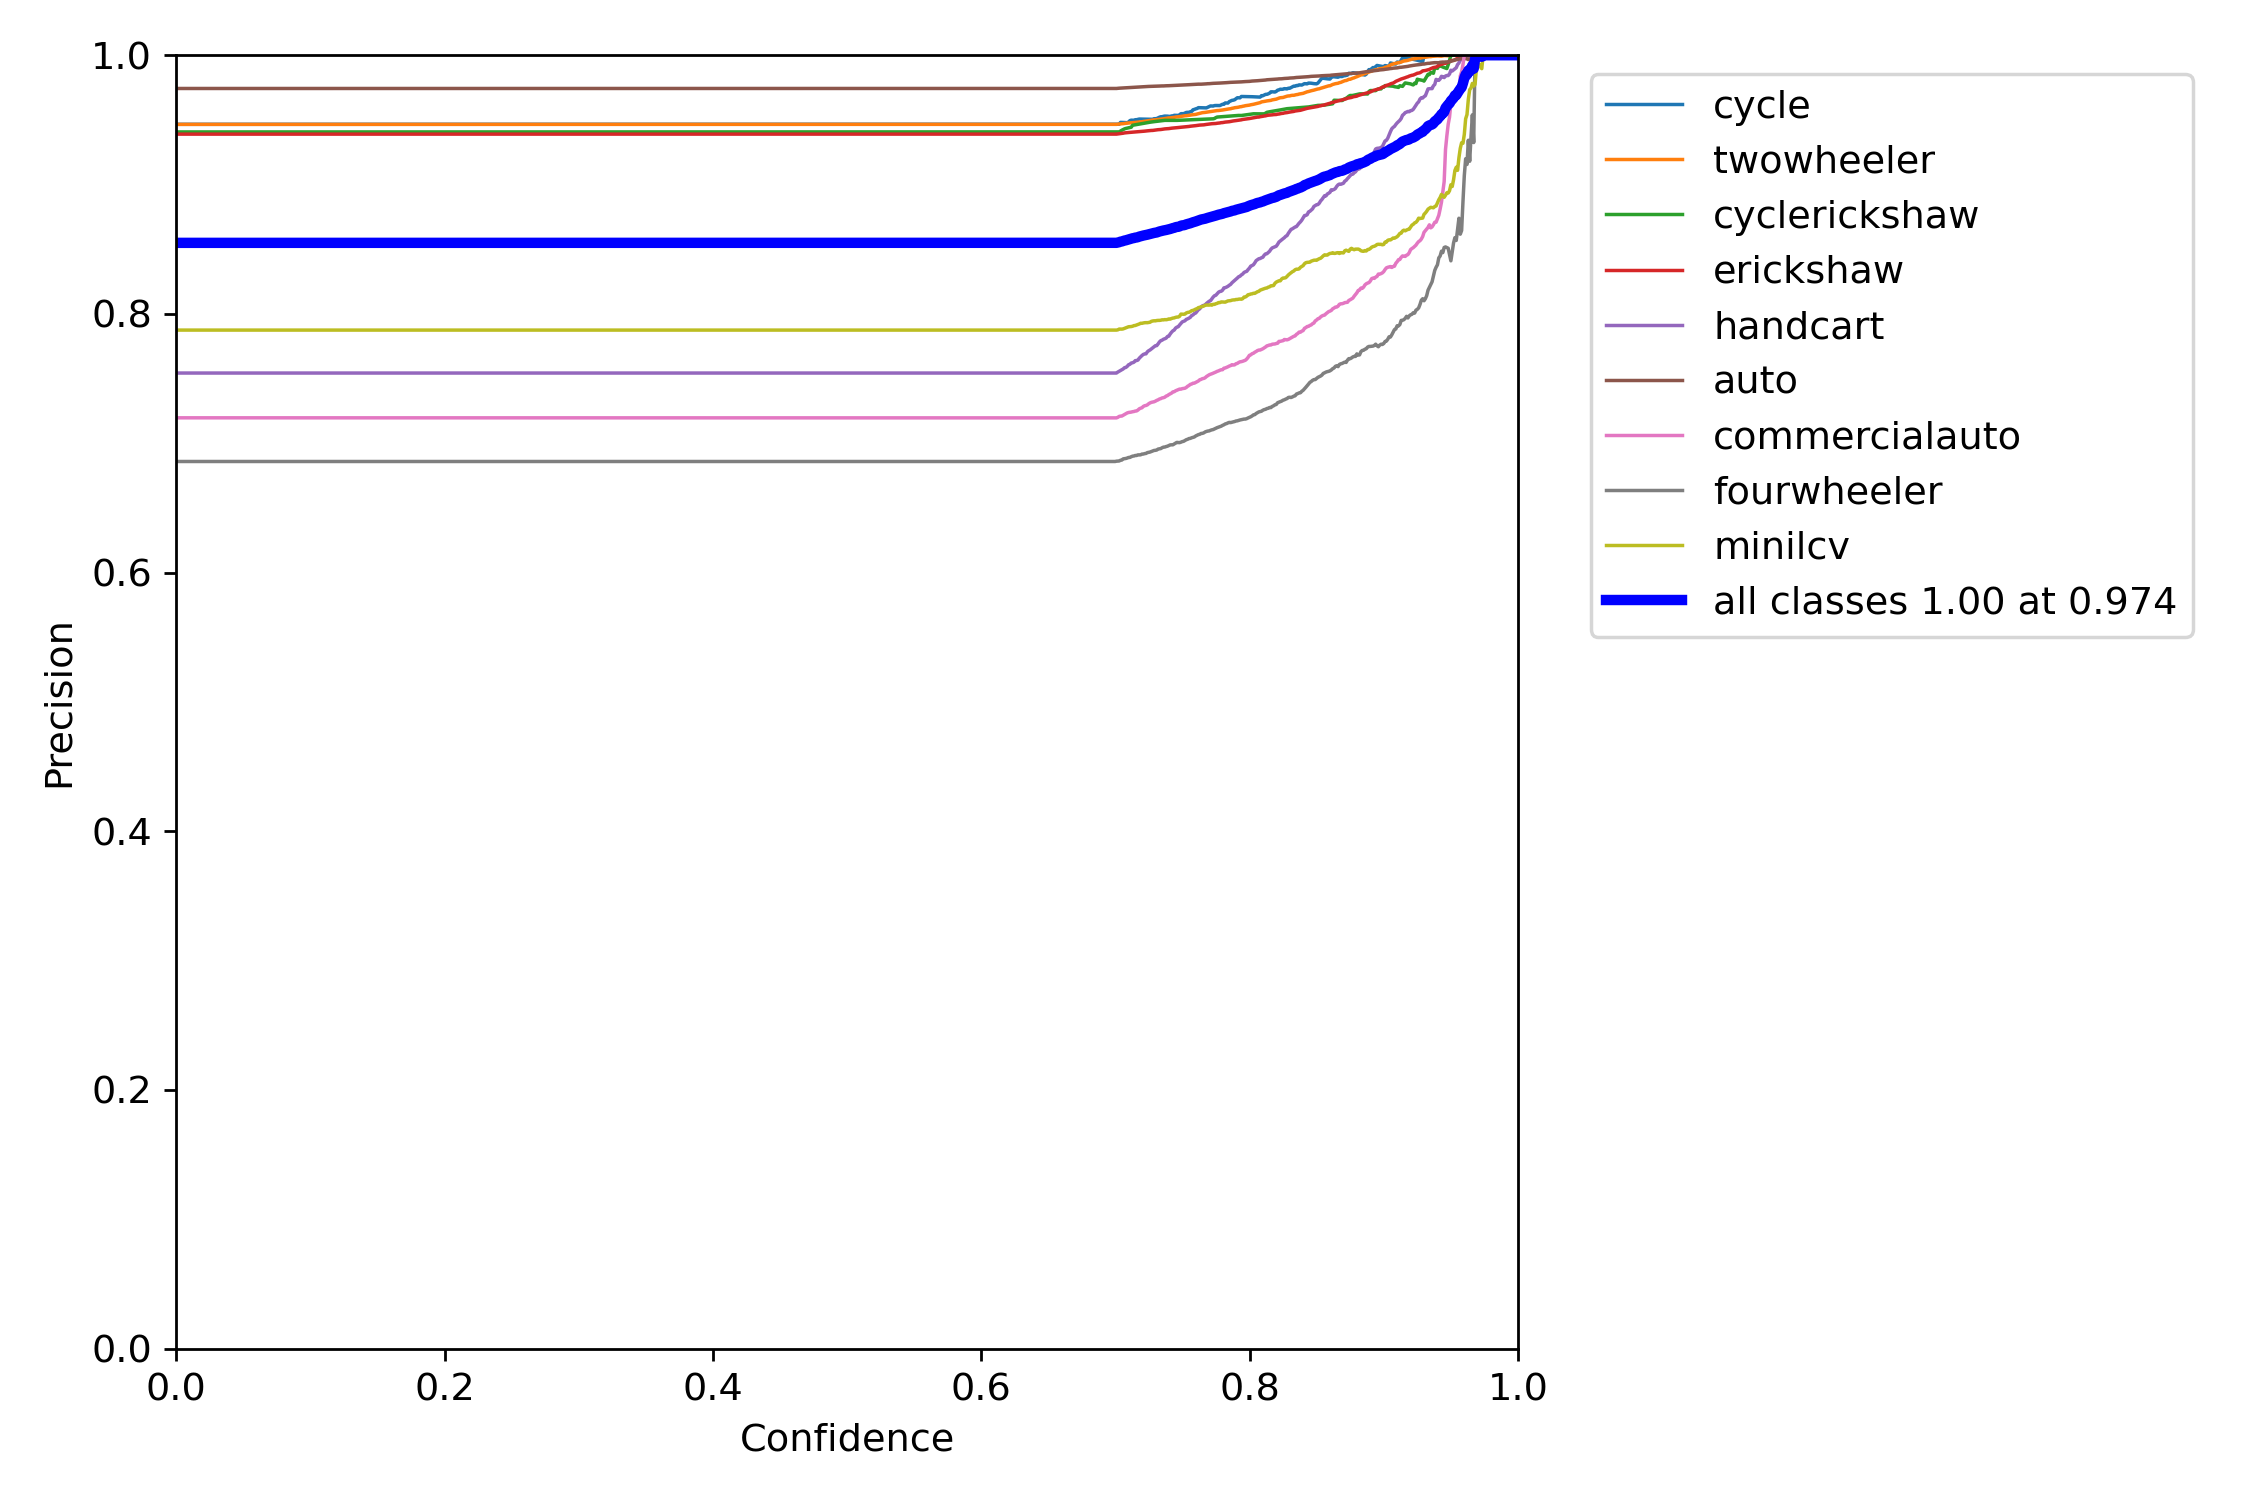 1.0
0.8
0.6
0.4
0.2
0.0
0.0 0.2 0.4 0.6 0.8 1.0
Precision
Confidence
cycle
twowheeler
cyclerickshaw
erickshaw
handcart
auto
commercialauto
fourwheeler
minilcv
all classes 1.00 at 0.974